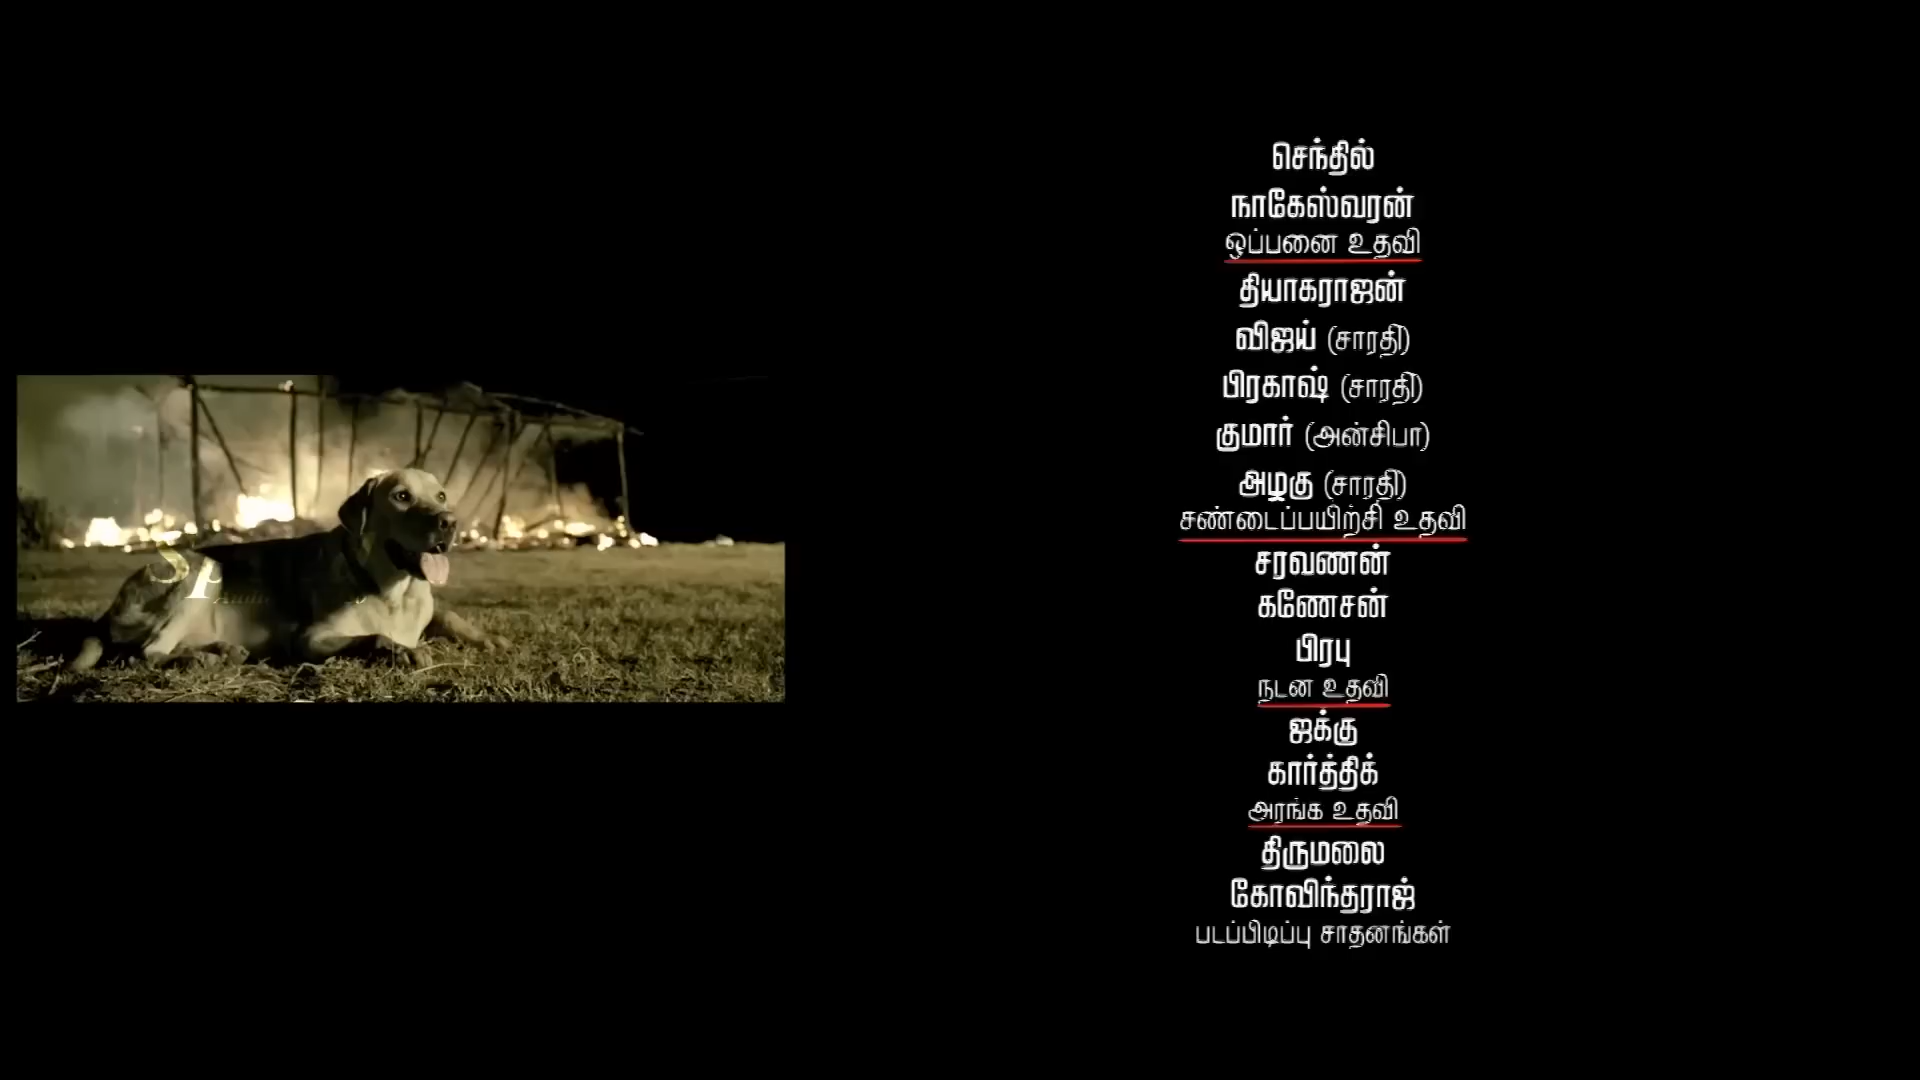 செந்தில்
நாகேஸ்வரன்
ஒப்பனை உதவி
தியாகராஜன்
விஜய் (சாரதி)
பிரகாஷ் (சாரதி)
குமார் (அன்சிபா)
அழகு (சாரதி)
சண்டைப்பயிற்சி உதவி
சரவணன்
கணேசன்
பிரபு
நடன உதவி
ஜக்கு
கார்த்திக்
அரங்க உதவி
திருமலை
கோவிந்தராஜ்
படப்பிடிப்பு சாதனங்கள்